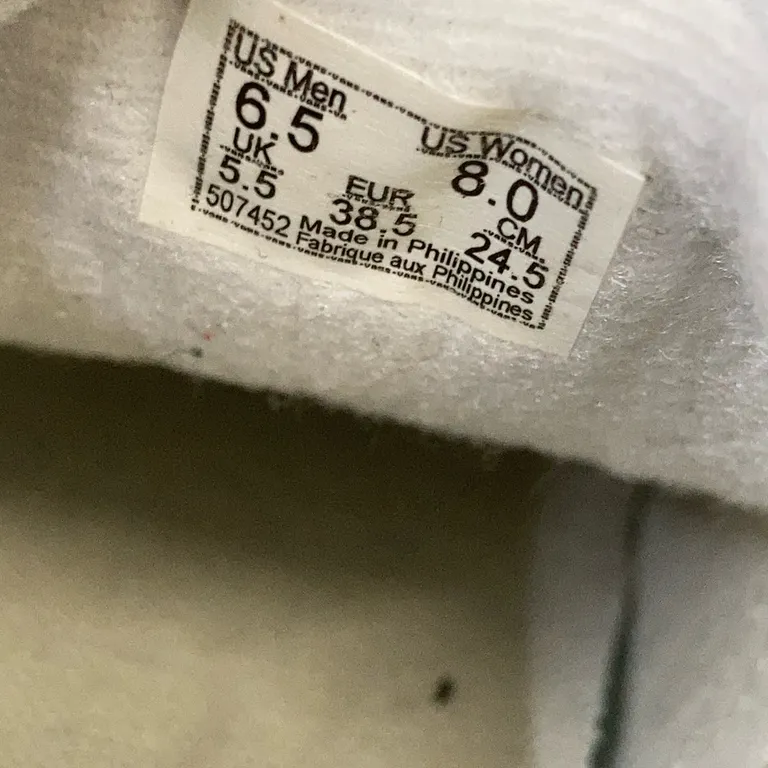 US Men
6.5
US Women
8.0
UK
5.5
EUR
38.5
CM
24.5
507452 Made in Philippines
Fabrique aux Philippines